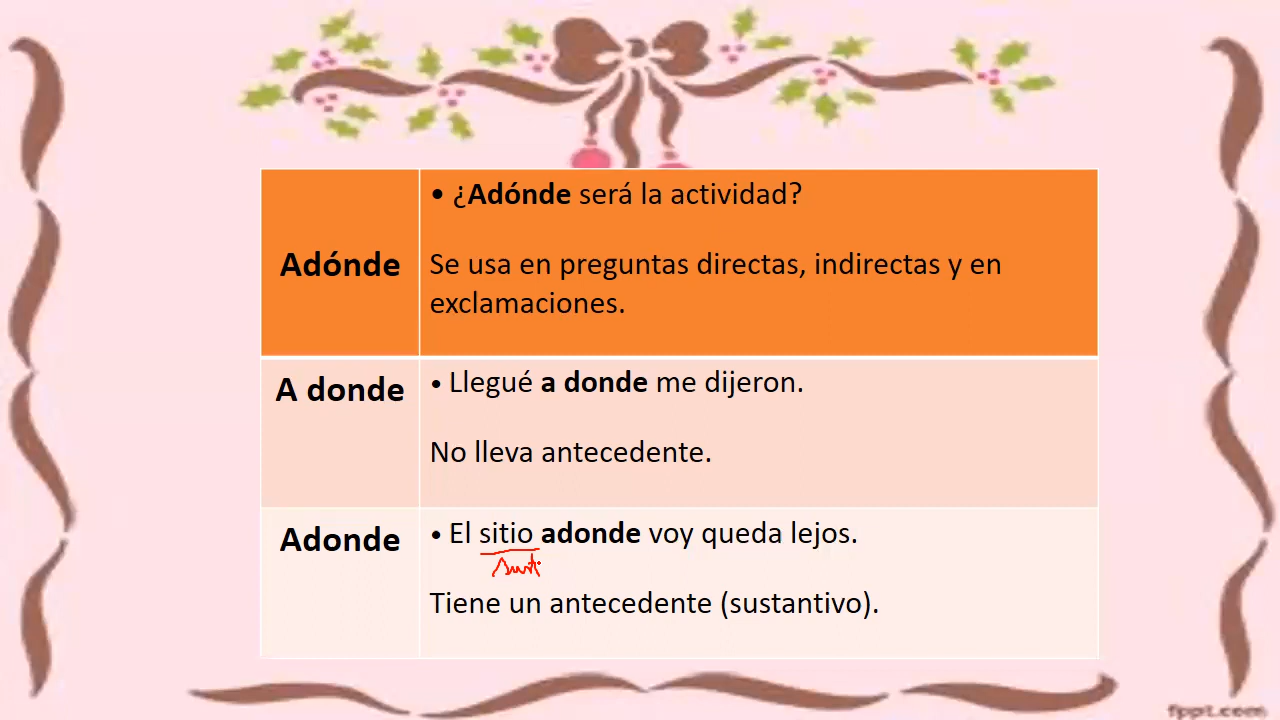 • ¿Adónde será la actividad?
Adónde
Se usa en preguntas directas, indirectas y en
exclamaciones.
A donde
• Llegué a donde me dijeron.
No lleva antecedente.
Adonde
• El sitio adonde voy queda lejos.
Tiene un antecedente (sustantivo).
fppt.com